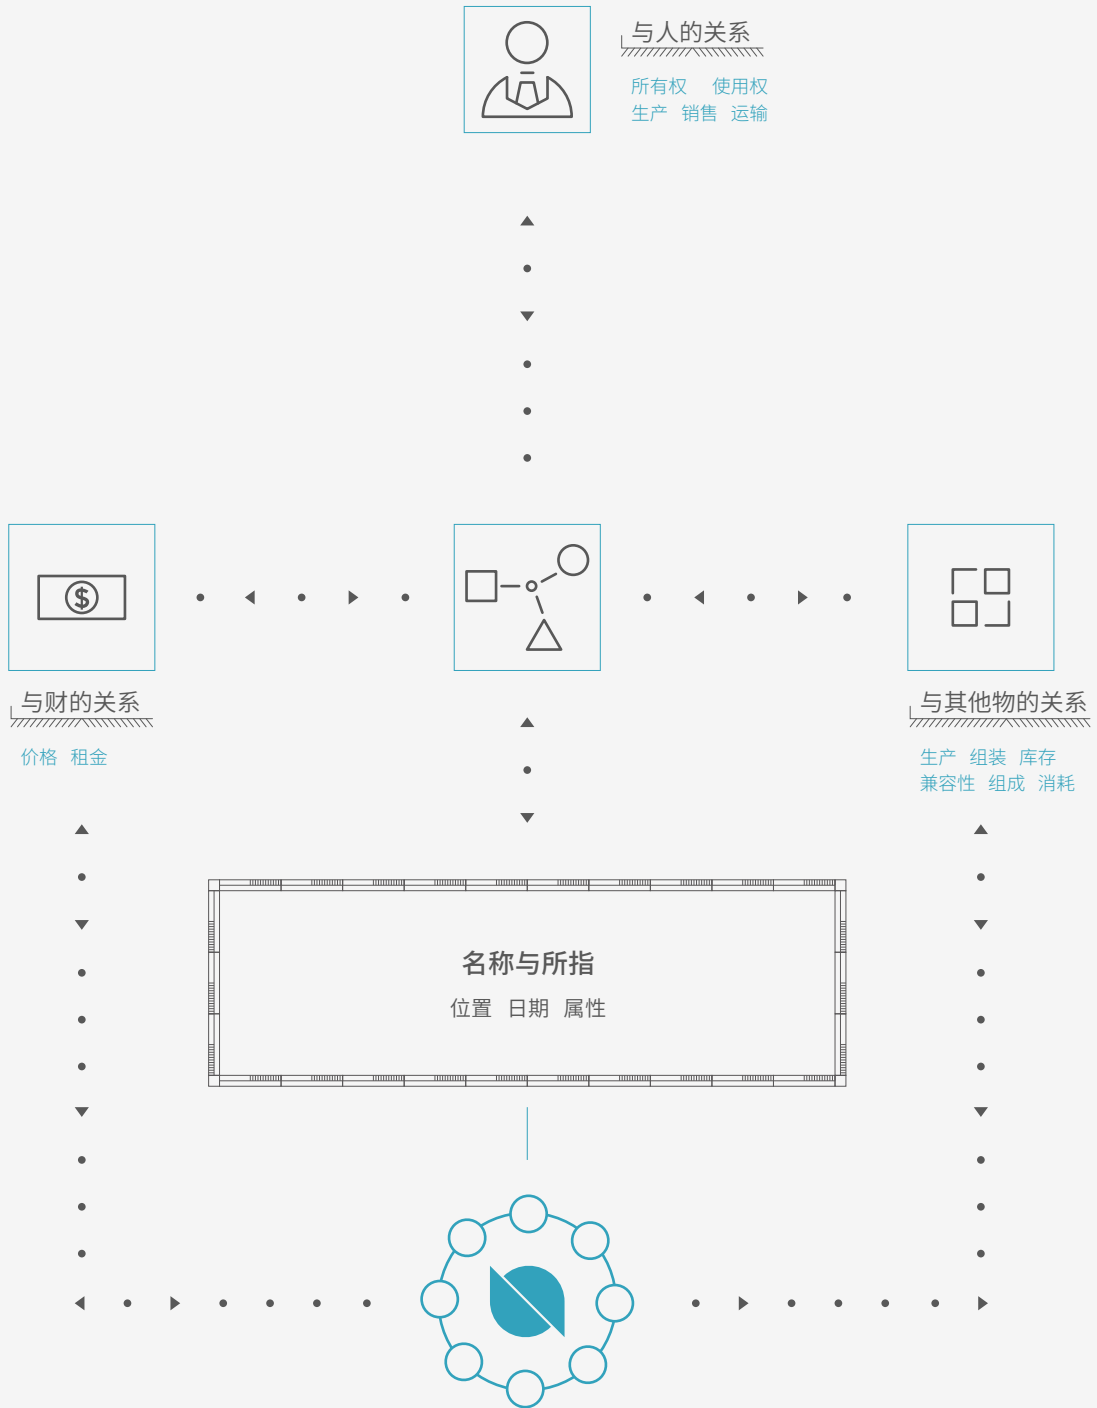 与人的关系
所有权 使用权
生产 销售 运输
$
与财的关系
价格 租金
与其他物的关系
生产 组装 库存
兼容性 组成 消耗
名称与所指
位置 日期 属性